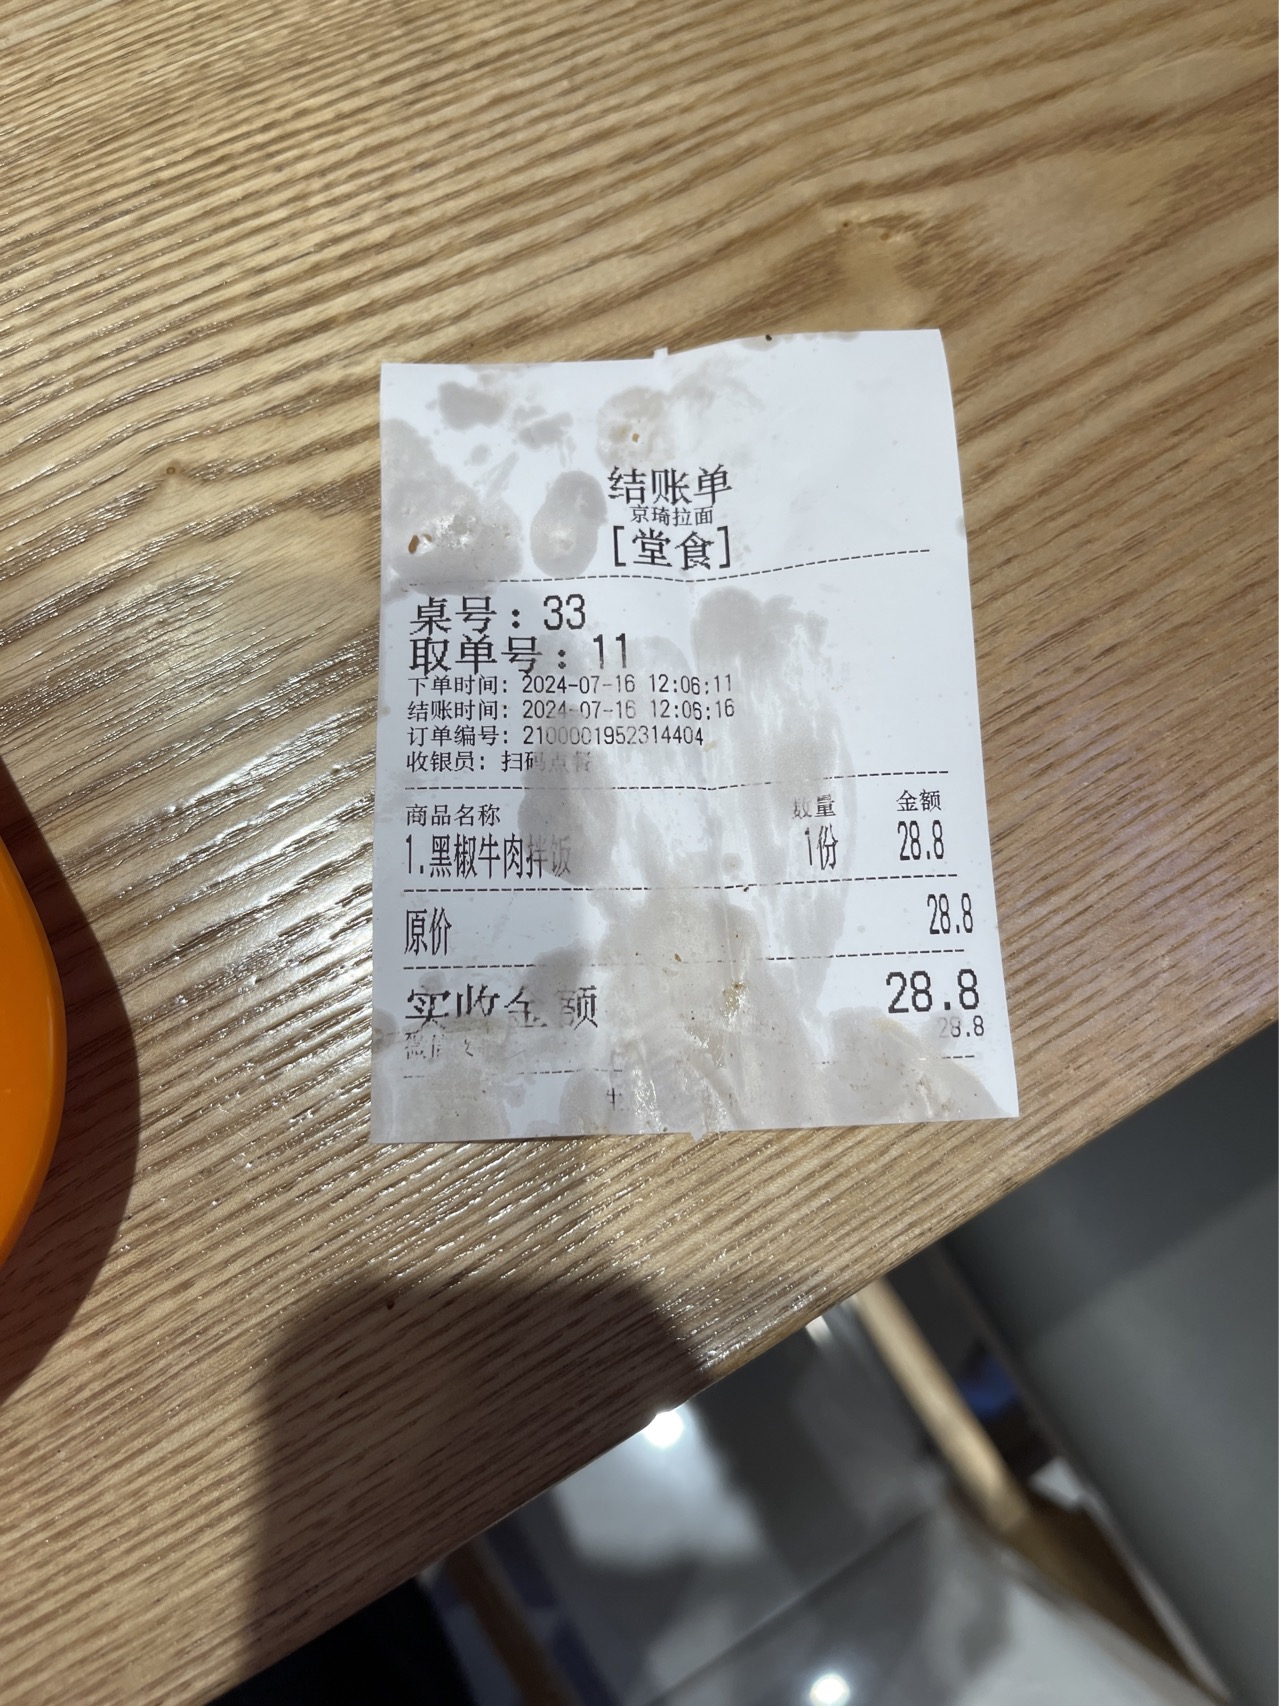 结账单
京琦拉面
[堂食]
桌号: 33
取单号: 11
下单时间: 2024-07-16 12:06:11
结账时间: 2024-07-16 12:06:16
订单编号: 2100001952314404
收银员: 扫码点餐
商品名称 数量 金额
1.黑椒牛肉拌饭 1份 28.8
原价 28.8
实收金额 28.8
28.8